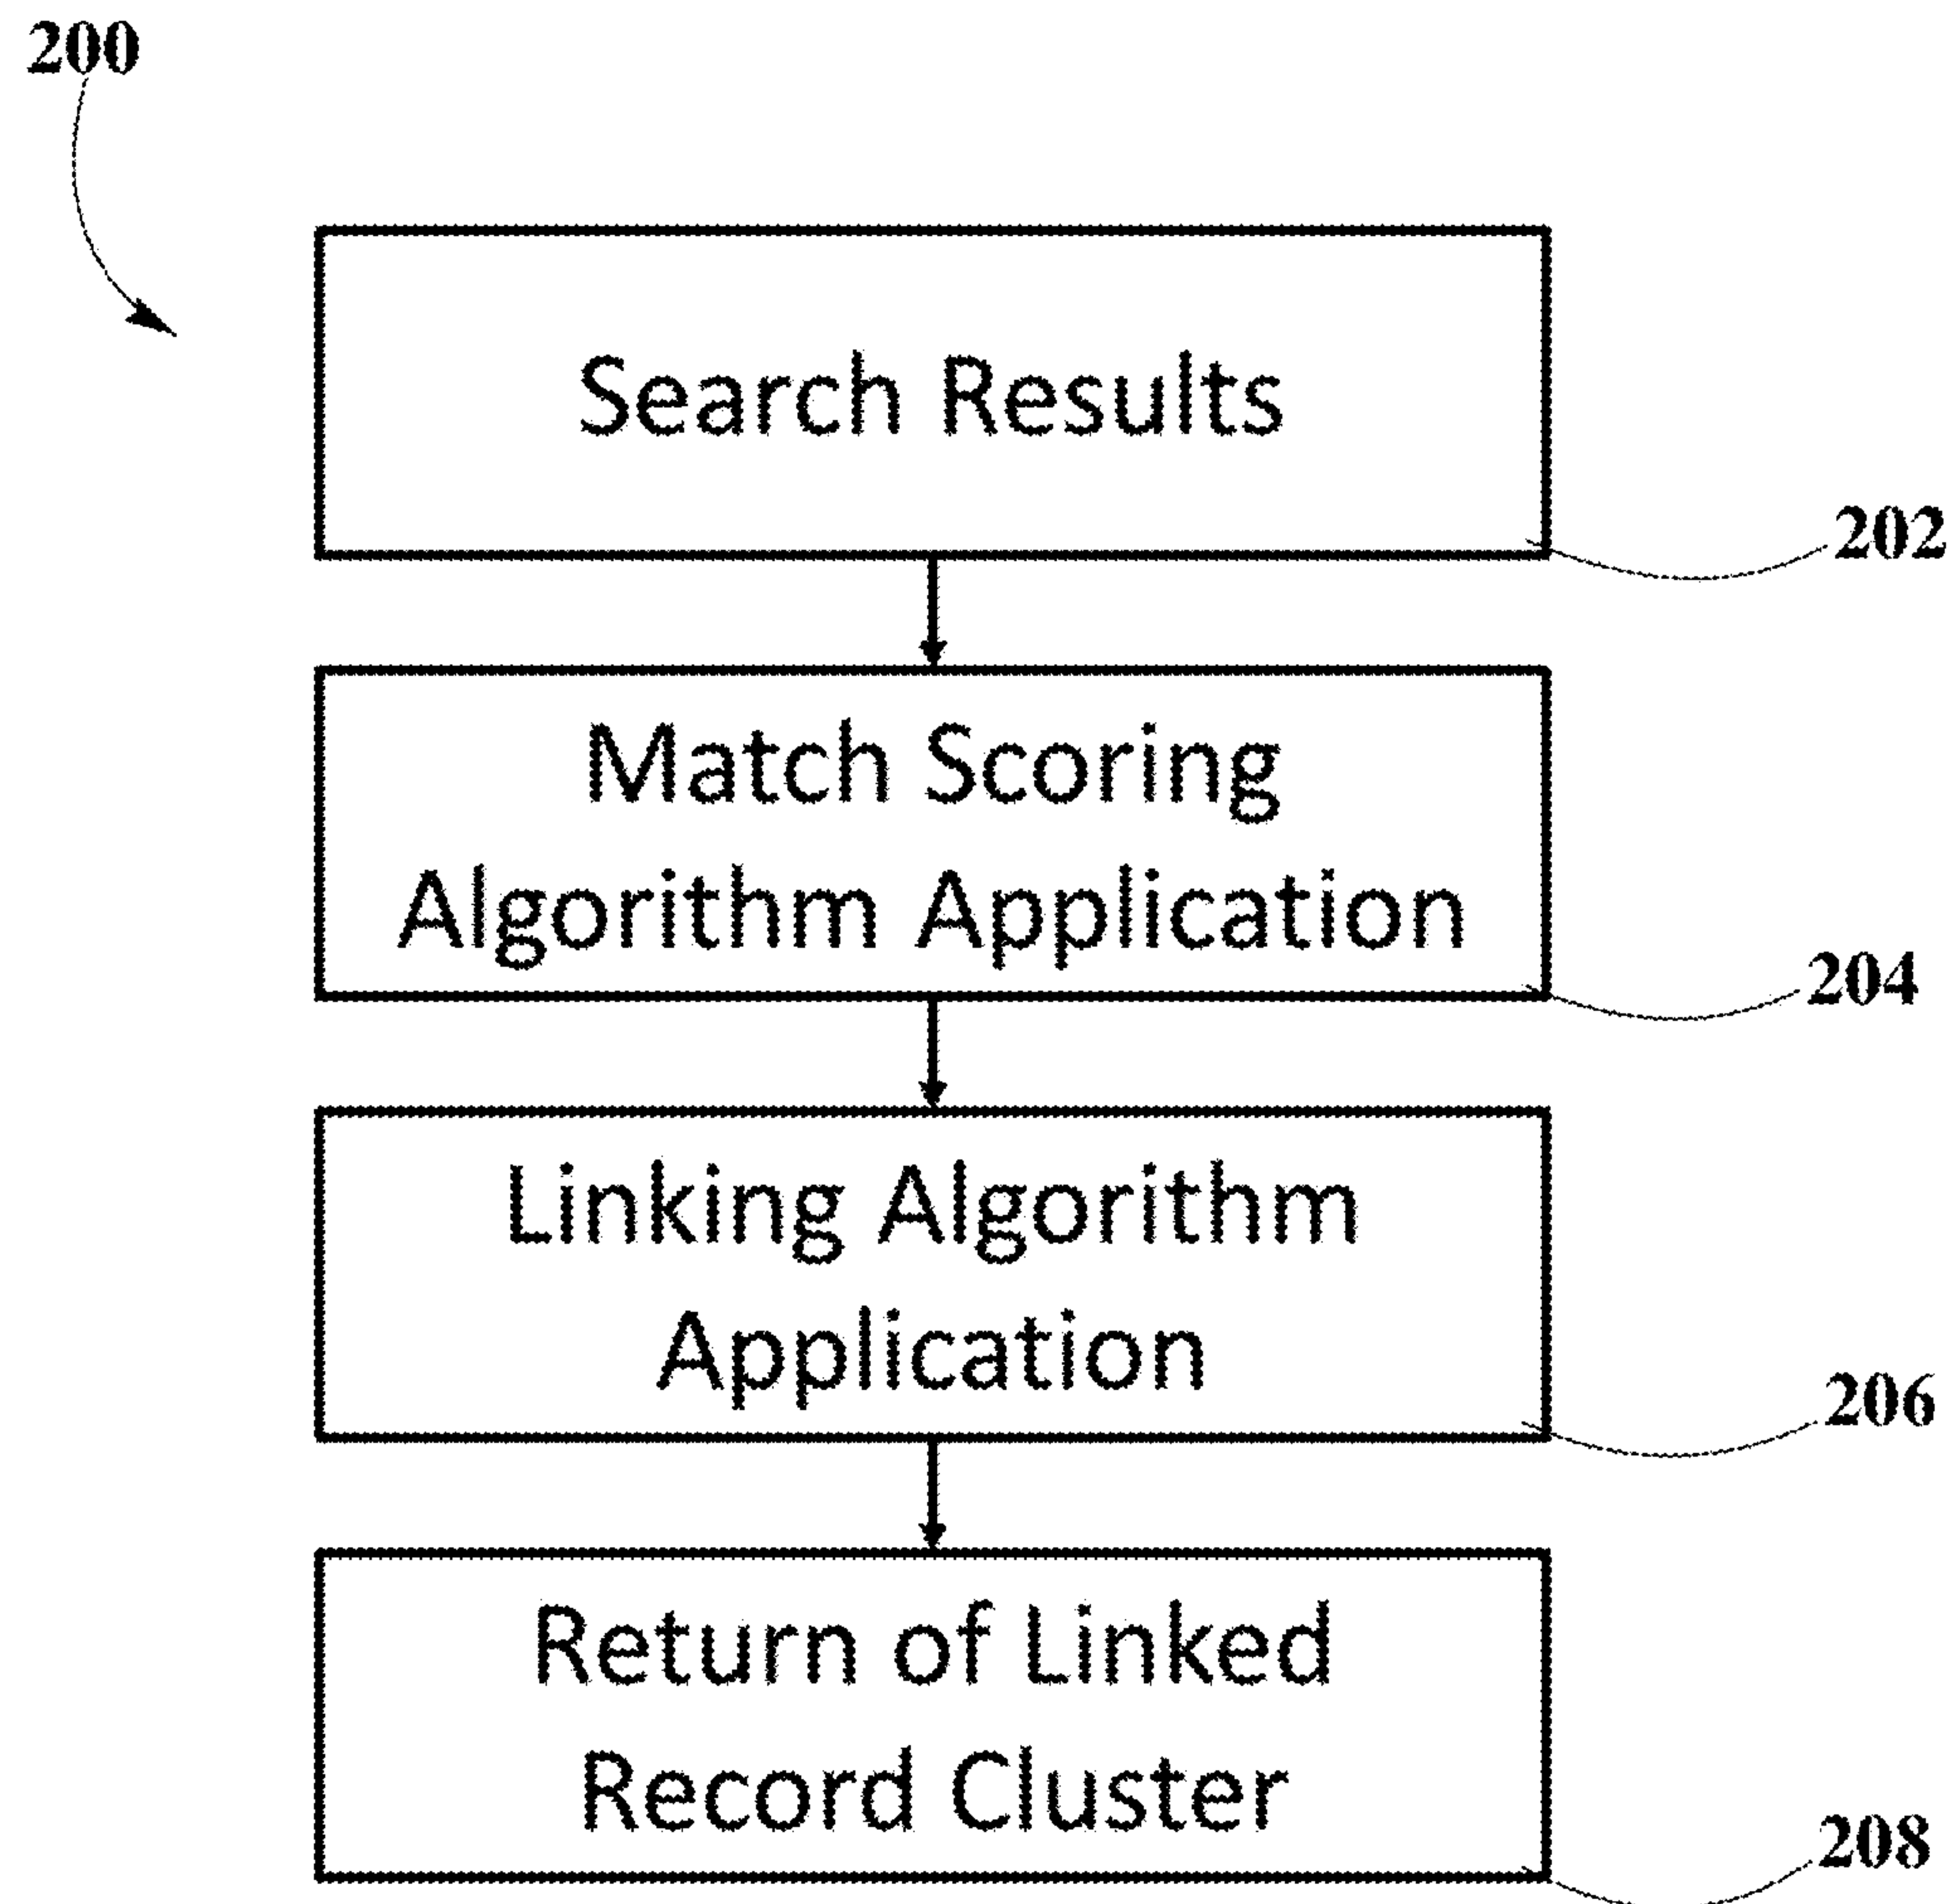 200
Search Results
202
Match Scoring
Algorithm Application
204
Linking Algorithm
Application
206
Return of Linked
Record Cluster
208